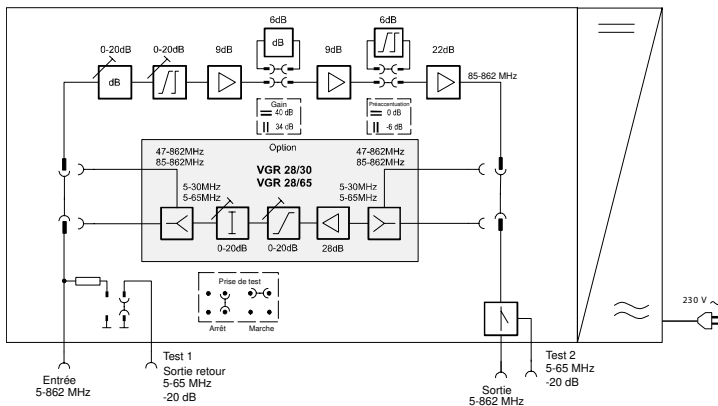 6dB
6dB
0-20dB
0-20dB
9dB
dB
9dB
22dB
dB
85-862 MHz
Gain
40 dB
34 dB
Préaccentuation
0 dB
-6 dB
Option
47-862MHz
85-862MHz
VGR 28/30
VGR 28/65
47-862MHz
85-862MHz
5-30MHz
5-65MHz
5-30MHz
5-65MHz
0-20dB
0-20dB
28dB
Prise de test
Arrêt
Marche
230 V
Entrée
5-862 MHz
Test 1
Sortie retour
5-65 MHz
-20 dB
Sortie
5-862 MHz
Test 2
5-65 MHz
-20 dB